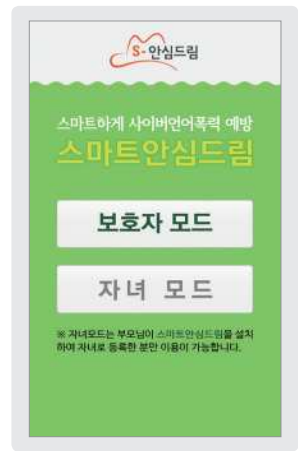 S- 안심드림
스마트하게 사이버언어폭력 예방
스마트안심드림
보호자 모드
자녀 모드
※ 자녀모드는 부모님이 스마트안심드림을 설치
하여 자녀로 등록한 분만 이용이 가능합니다.